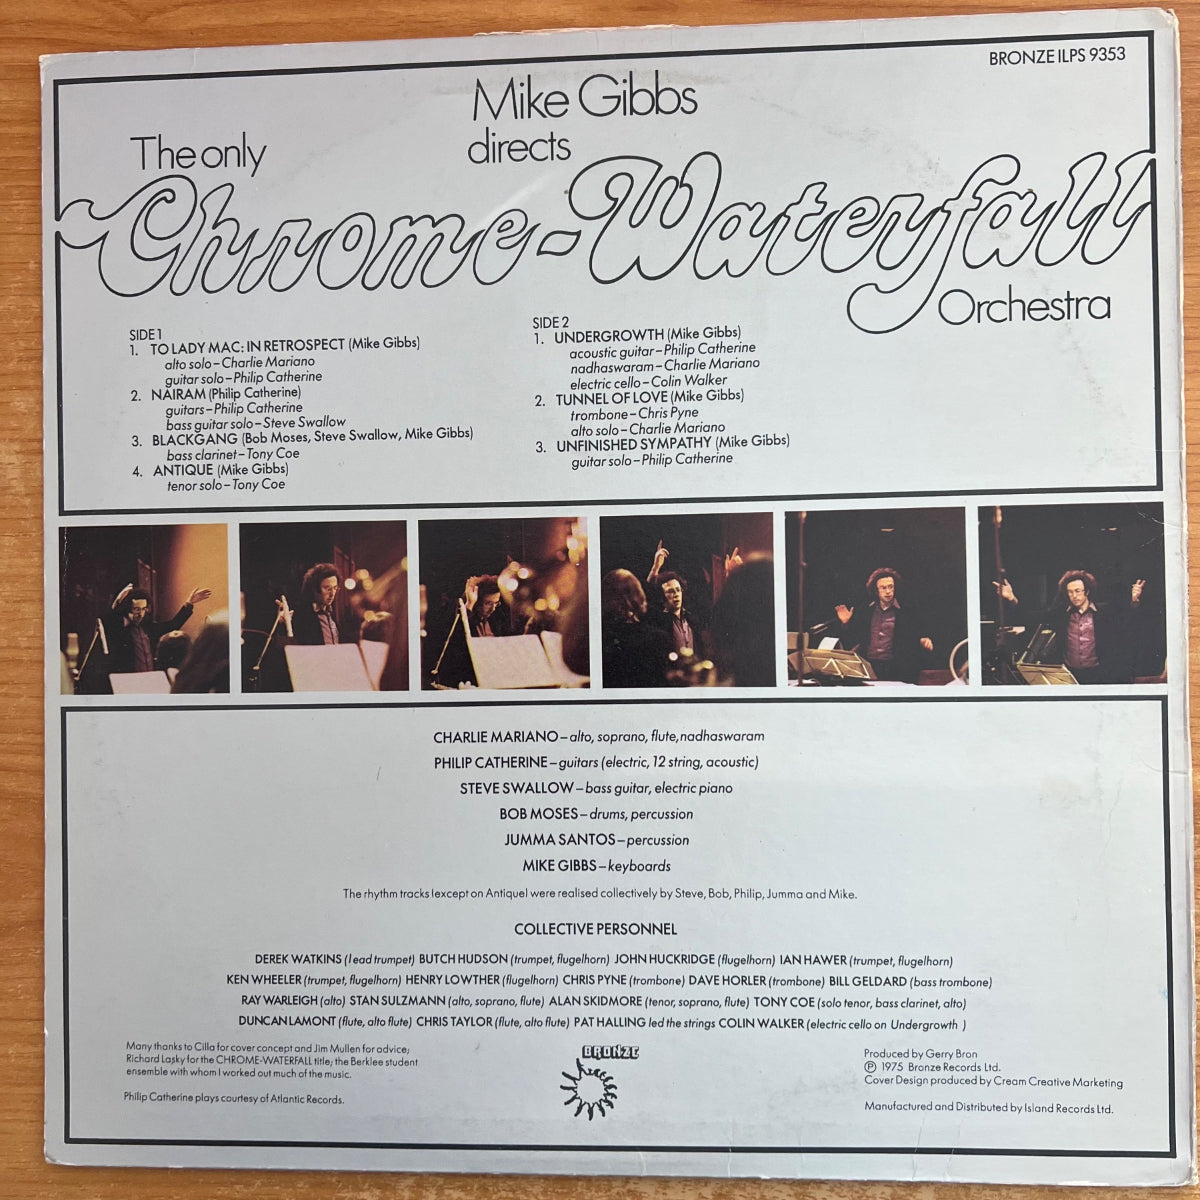 BRONZE ILPS 9353
Mike Gibbs
directs
The only
Chrome-Waterfall
Orchestra
SIDE 1
1. TO LADY MAC: IN RETROSPECT (Mike Gibbs)
alto solo – Charlie Mariano
guitar solo – Philip Catherine
2. NAIRAM (Philip Catherine)
guitars – Philip Catherine
bass guitar solo – Steve Swallow
3. BLACKGANG (Bob Moses, Steve Swallow, Mike Gibbs)
bass clarinet – Tony Coe
4. ANTIQUE (Mike Gibbs)
tenor solo – Tony Coe
SIDE 2
1. UNDERGROWTH (Mike Gibbs)
acoustic guitar – Philip Catherine
nadhaswaram – Charlie Mariano
electric cello – Colin Walker
2. TUNNEL OF LOVE (Mike Gibbs)
trombone – Chris Pyne
alto solo – Charlie Mariano
3. UNFINISHED SYMPATHY (Mike Gibbs)
guitar solo – Philip Catherine
CHARLIE MARIANO – alto, soprano, flute, nadhaswaram
PHILIP CATHERINE – guitars (electric, 12 string, acoustic)
STEVE SWALLOW – bass guitar, electric piano
BOB MOSES – drums, percussion
JUMMA SANTOS – percussion
MIKE GIBBS – keyboards
The rhythm tracks (except on Antique) were realised collectively by Steve, Bob, Philip, Jumma and Mike.
COLLECTIVE PERSONNEL
DEREK WATKINS (lead trumpet) BUTCH HUDSON (trumpet, flugelhorn) JOHN HUCKRIDGE (flugelhorn) IAN HAWER (trumpet, flugelhorn)
KEN WHEELER (trumpet, flugelhorn) HENRY LOWTHER (flugelhorn) CHRIS PYNE (trombone) DAVE HORLER (trombone) BILL GELDARD (bass trombone)
RAY WARLEIGH (alto) STAN SULZMANN (alto, soprano, flute) ALAN SKIDMORE (tenor, soprano, flute) TONY COE (solo tenor, bass clarinet, alto)
DUNCAN LAMONT (flute, alto flute) CHRIS TAYLOR (flute, alto flute) PAT HALLING led the strings COLIN WALKER (electric cello on Undergrowth )
Many thanks to Cilla for cover concept and Jim Mullen for advice;
Richard Lasky for the CHROME-WATERFALL title; the Berklee student
ensemble with whom I worked out much of the music.
Philip Catherine plays courtesy of Atlantic Records.
BRONZE
Produced by Gerry Bron
Ⓟ 1975 Bronze Records Ltd.
Cover Design produced by Cream Creative Marketing
Manufactured and Distributed by Island Records Ltd.